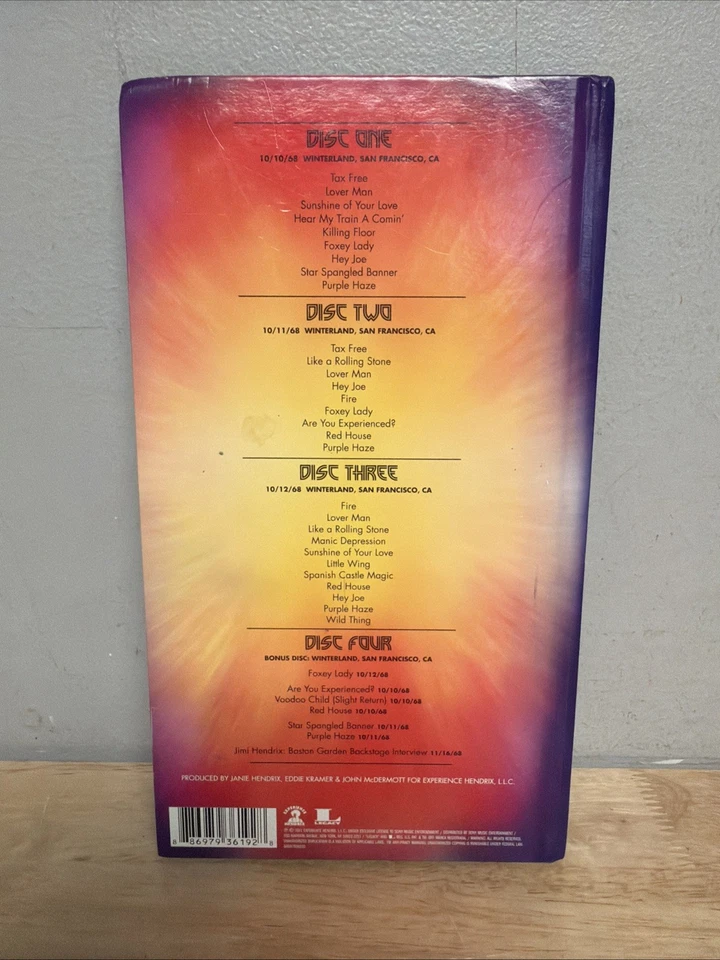 DISC ONE
10/10/68 WINTERLAND, SAN FRANCISCO, CA
Tax Free
Lover Man
Sunshine of Your Love
Hear My Train A Comin'
Killing Floor
Foxey Lady
Hey Joe
Star Spangled Banner
Purple Haze
DISC TWO
10/11/68 WINTERLAND, SAN FRANCISCO, CA
Tax Free
Like a Rolling Stone
Lover Man
Hey Joe
Fire
Foxey Lady
Are You Experienced?
Red House
Purple Haze
DISC THREE
10/12/68 WINTERLAND, SAN FRANCISCO, CA
Fire
Lover Man
Like a Rolling Stone
Manic Depression
Sunshine of Your Love
Little Wing
Spanish Castle Magic
Red House
Hey Joe
Purple Haze
Wild Thing
DISC FOUR
BONUS DISC: WINTERLAND, SAN FRANCISCO, CA
Foxey Lady 10/12/68
Are You Experienced? 10/10/68
Voodoo Child (Slight Return) 10/10/68
Red House 10/10/68
Star Spangled Banner 10/11/68
Purple Haze 10/11/68
Jimi Hendrix: Boston Garden Backstage Interview 11/16/68
PRODUCED BY JANIE HENDRIX, EDDIE KRAMER & JOHN McDERMOTT FOR EXPERIENCE HENDRIX, L.L.C.
8 86979 36192 8
LEGACY